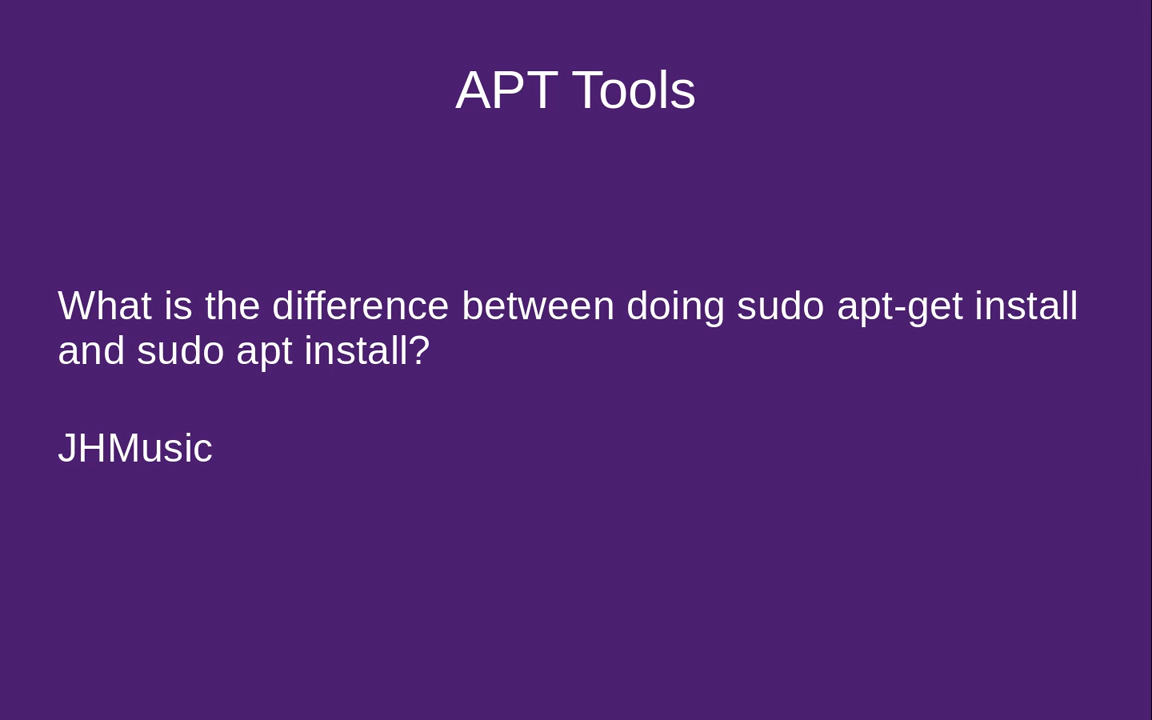 APT Tools
What is the difference between doing sudo apt-get install
and sudo apt install?
JHMusic